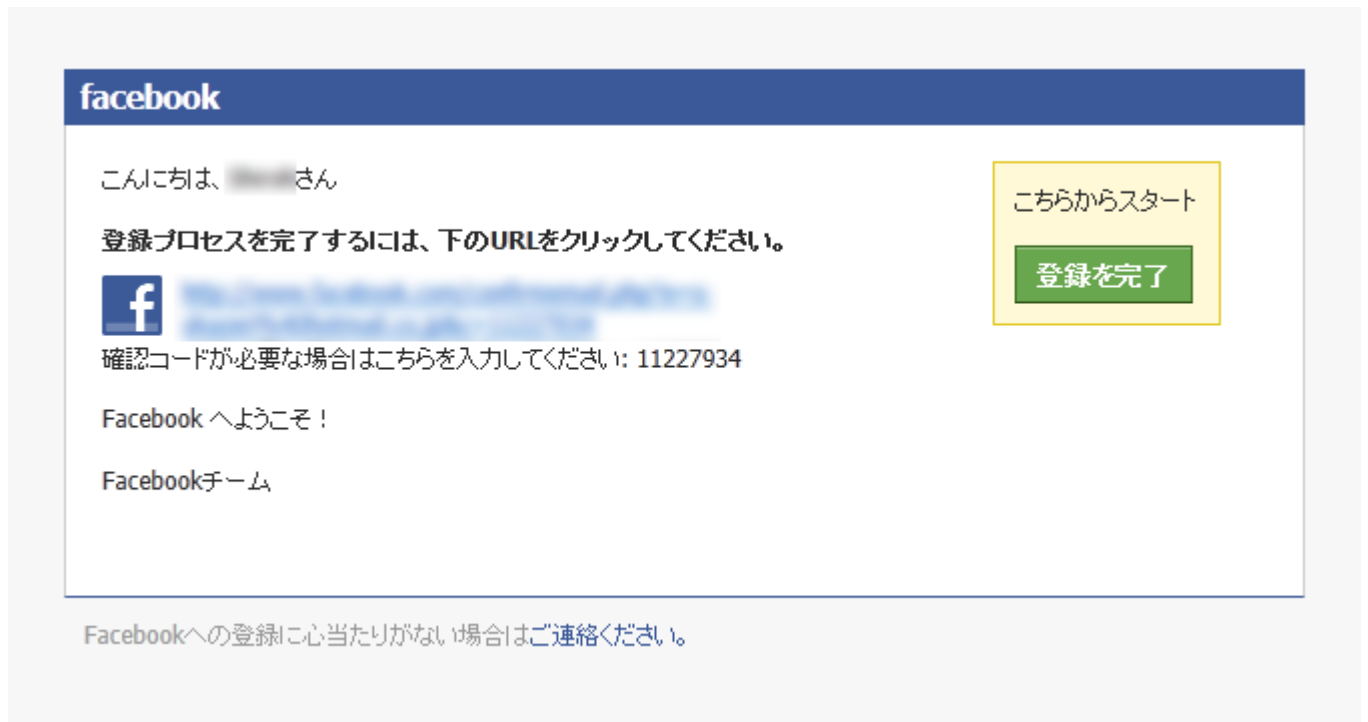 facebook
こんにちは、さん
登録プロセスを完了するには、下のURLをクリックしてください。
確認コードが必要な場合はこちらを入力してください: 11227934
Facebook へようこそ！
Facebookチーム
こちらからスタート
登録を完了
Facebookへの登録に心当たりがない場合はご連絡ください。